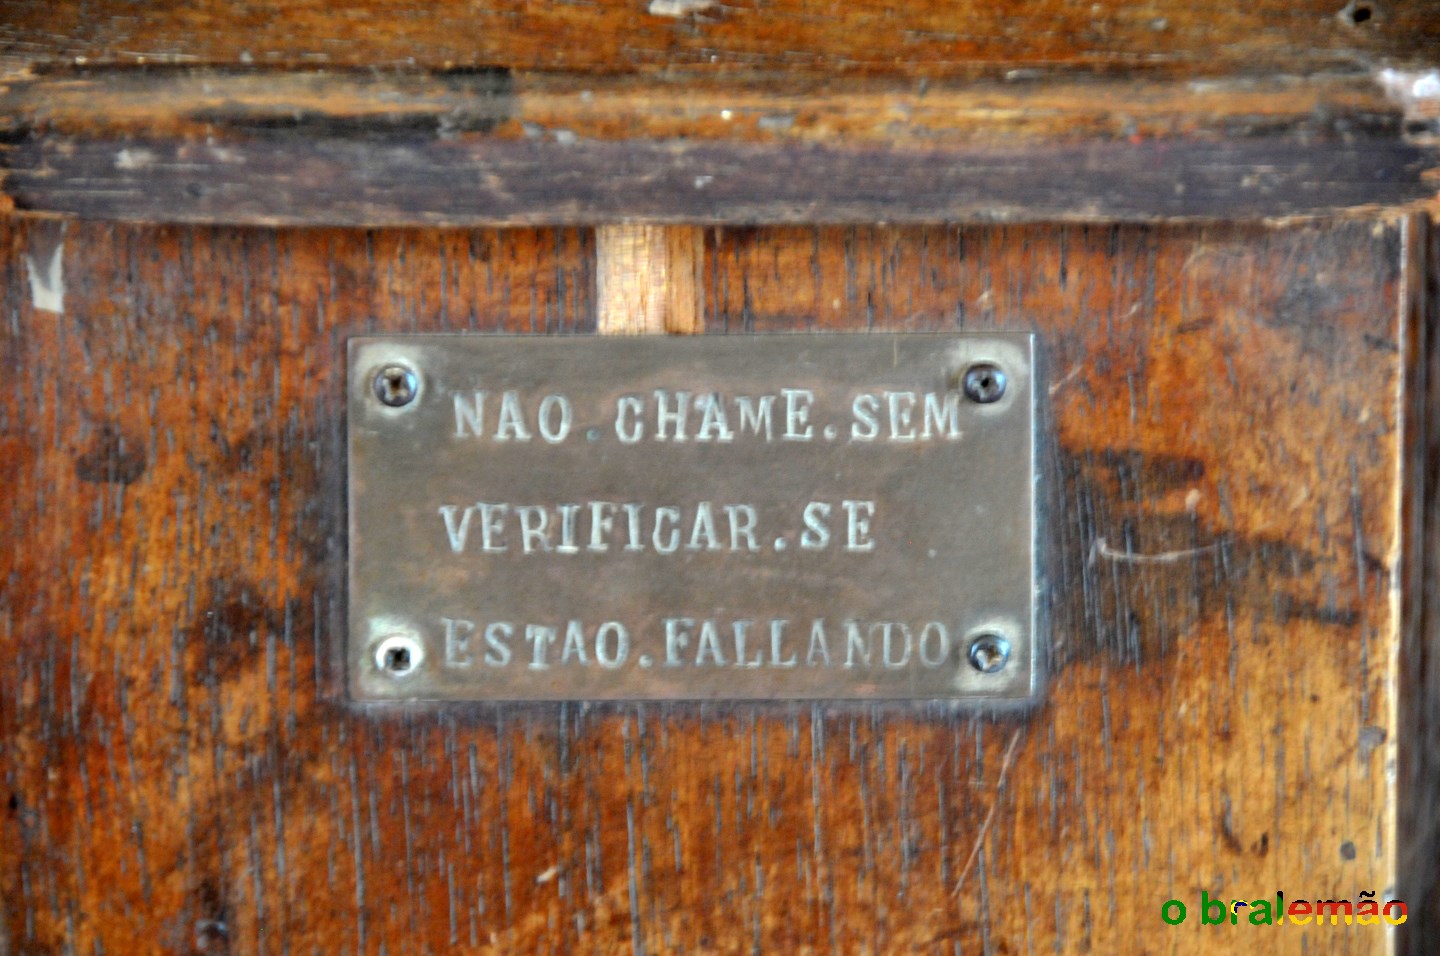 NAO.CHAME.SEM
VERIFICAR.SE
ESTAO.FALLANDO
o bralemão